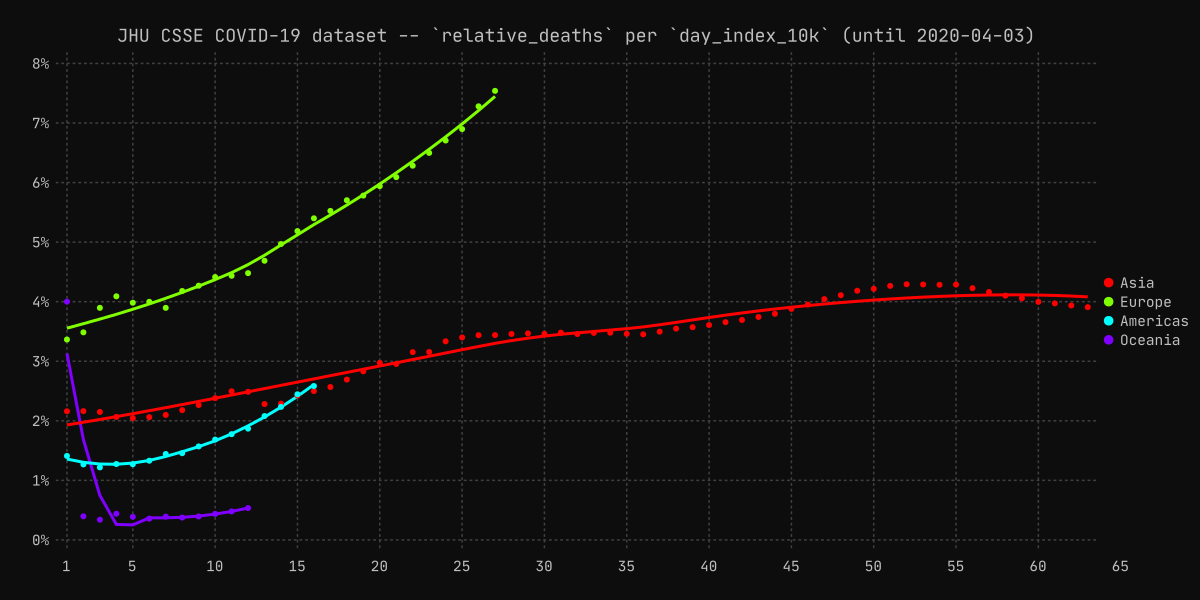 JHU CSSE COVID-19 dataset -- `relative_deaths` per `day_index_10k` (until 2020-04-03)
8%
7%
6%
5%
4%
3%
2%
1%
0%
1 5 10 15 20 25 30 35 40 45 50 55 60 65
Asia
Europe
Americas
Oceania